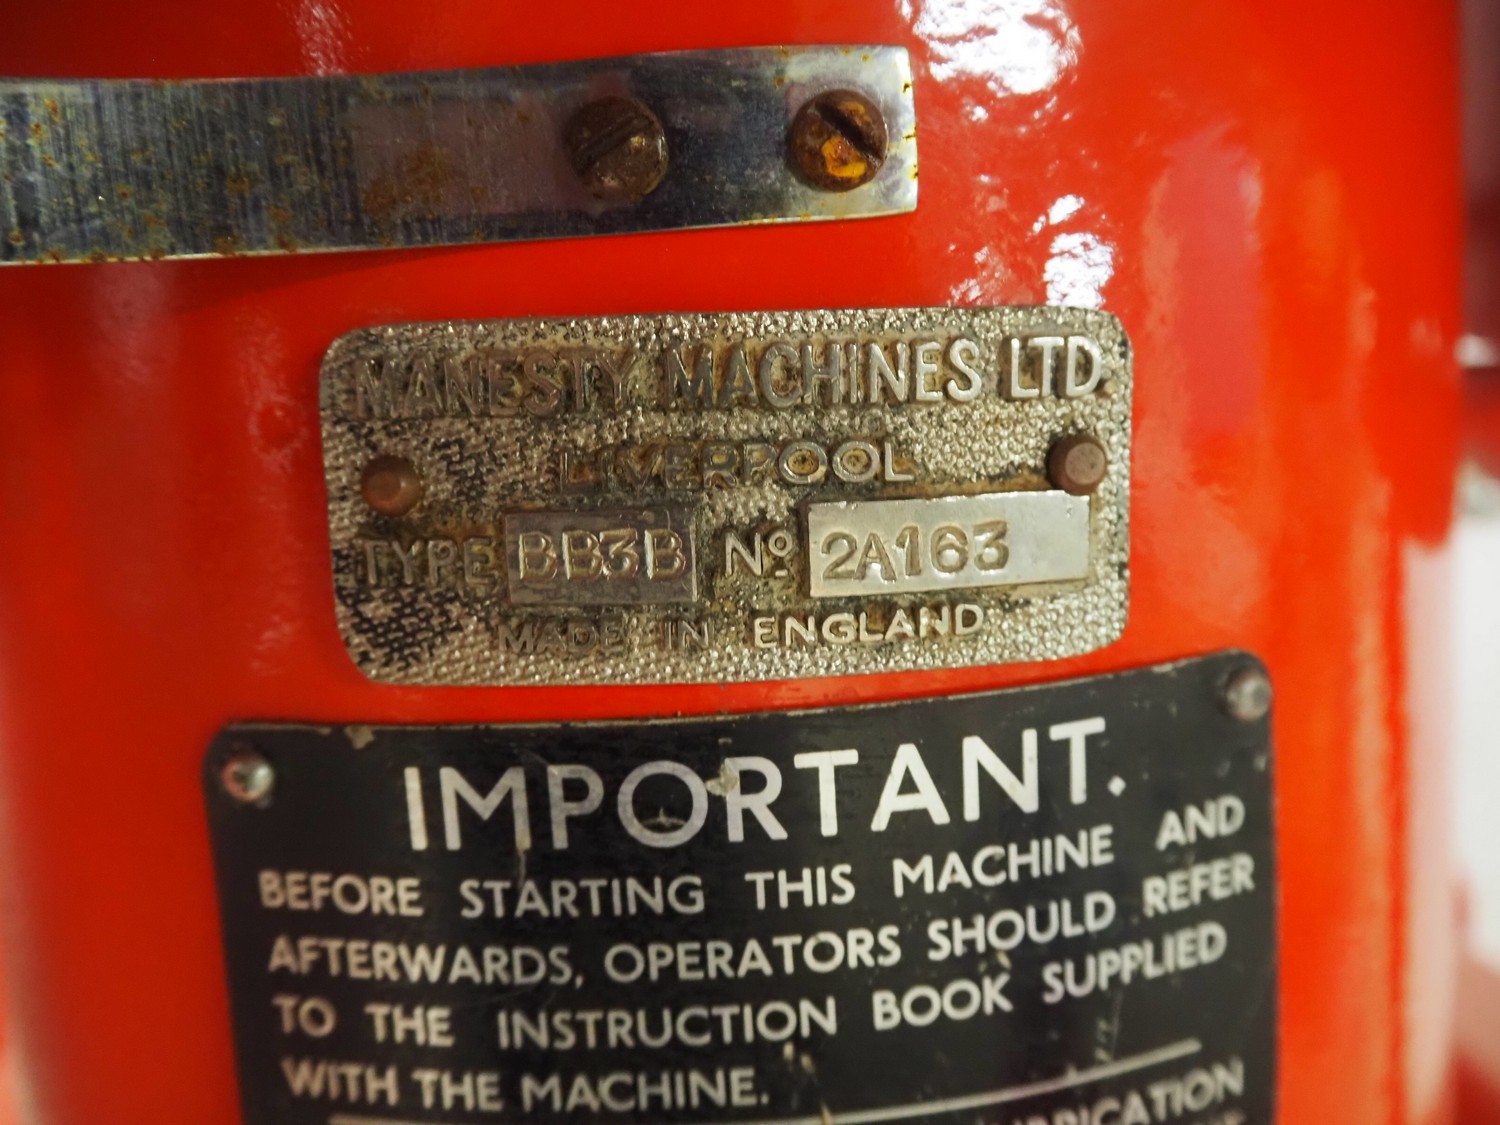 MANESTY MACHINES LTD.
LIVERPOOL
TYPE BB3B Nº 2A163
MADE IN ENGLAND
IMPORTANT.
BEFORE STARTING THIS MACHINE AND
AFTERWARDS, OPERATORS SHOULD REFER
TO THE INSTRUCTION BOOK SUPPLIED
WITH THE MACHINE.